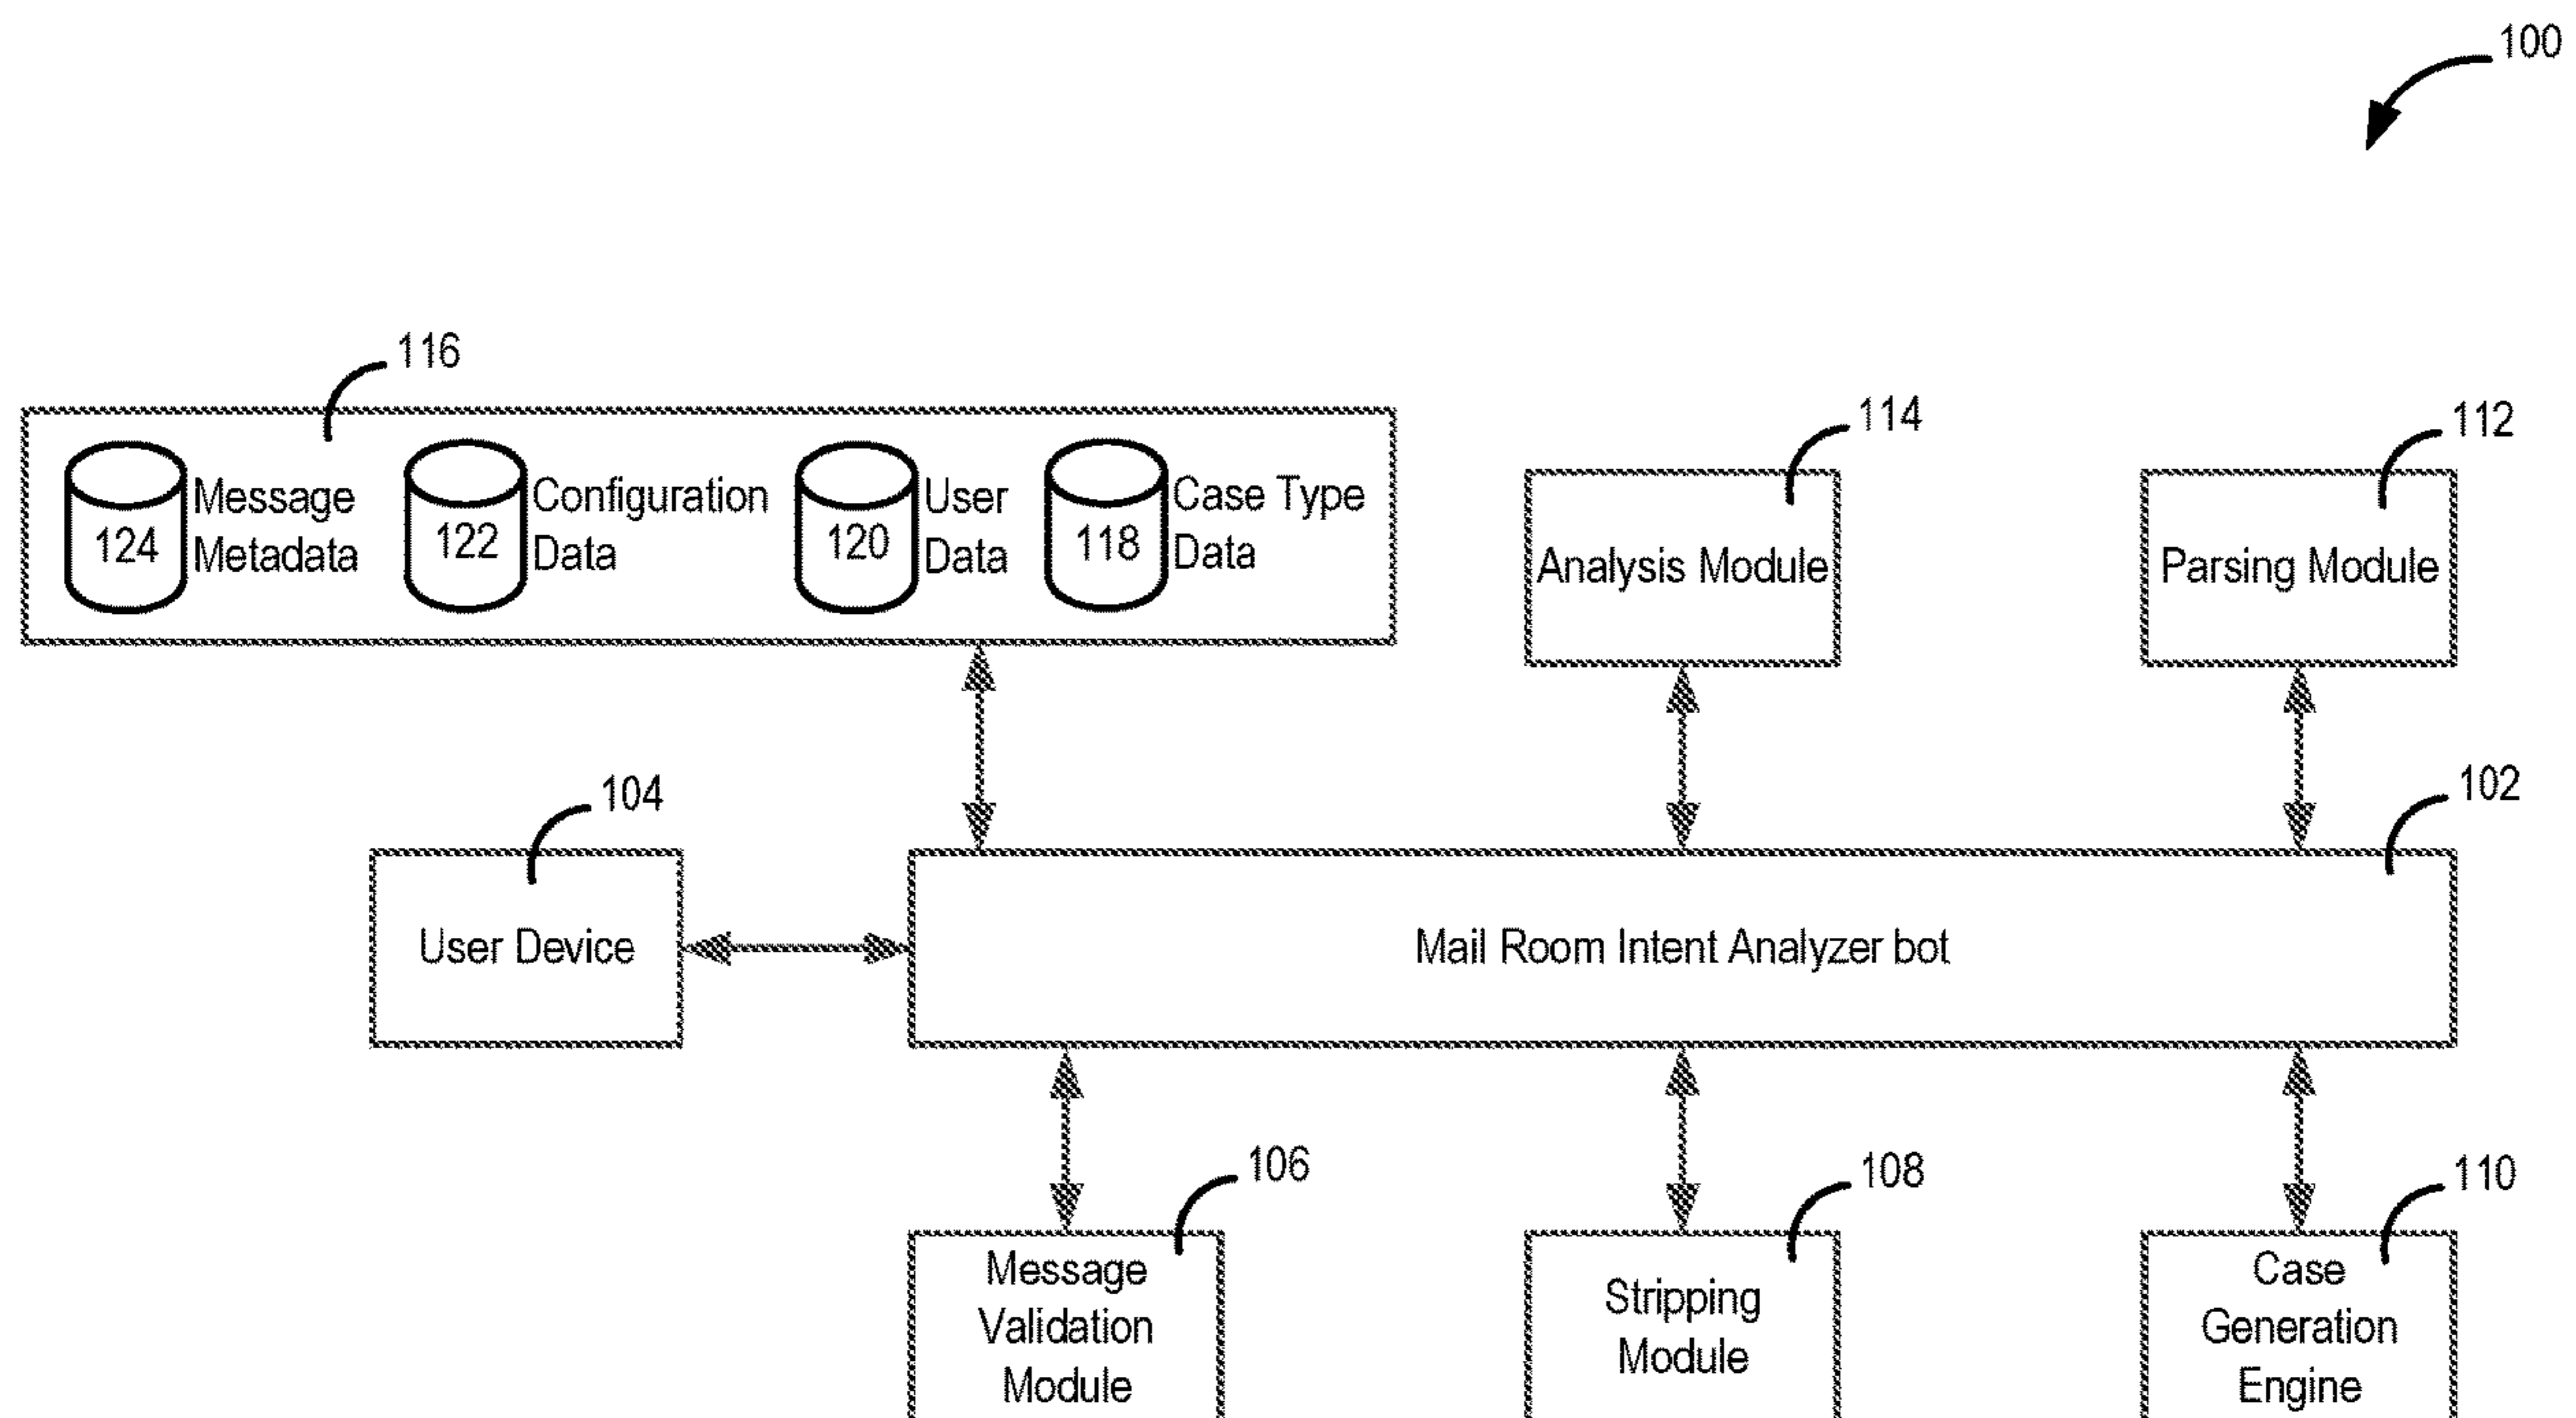 100
116
114
112
Message
Metadata
124
Configuration
Data
122
User
Data
120
Case Type
Data
118
Analysis Module
Parsing Module
104
102
User Device
Mail Room Intent Analyzer bot
106
108
110
Message
Validation
Module
Stripping
Module
Case
Generation
Engine